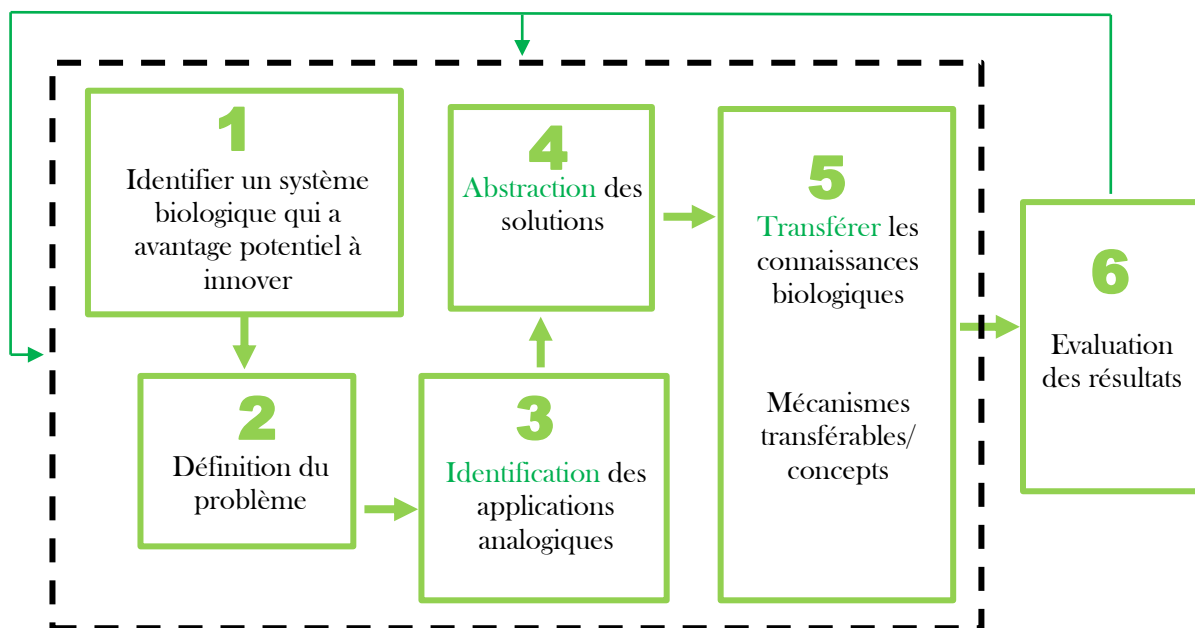 1
Identifier un système
biologique qui a
avantage potentiel à
innover
2
Définition du
problème
3
Identification des
applications
analogiques
4
Abstraction des
solutions
5
Transférer les
connaissances
biologiques
Mécanismes
transférables/
concepts
6
Evaluation
des résultats